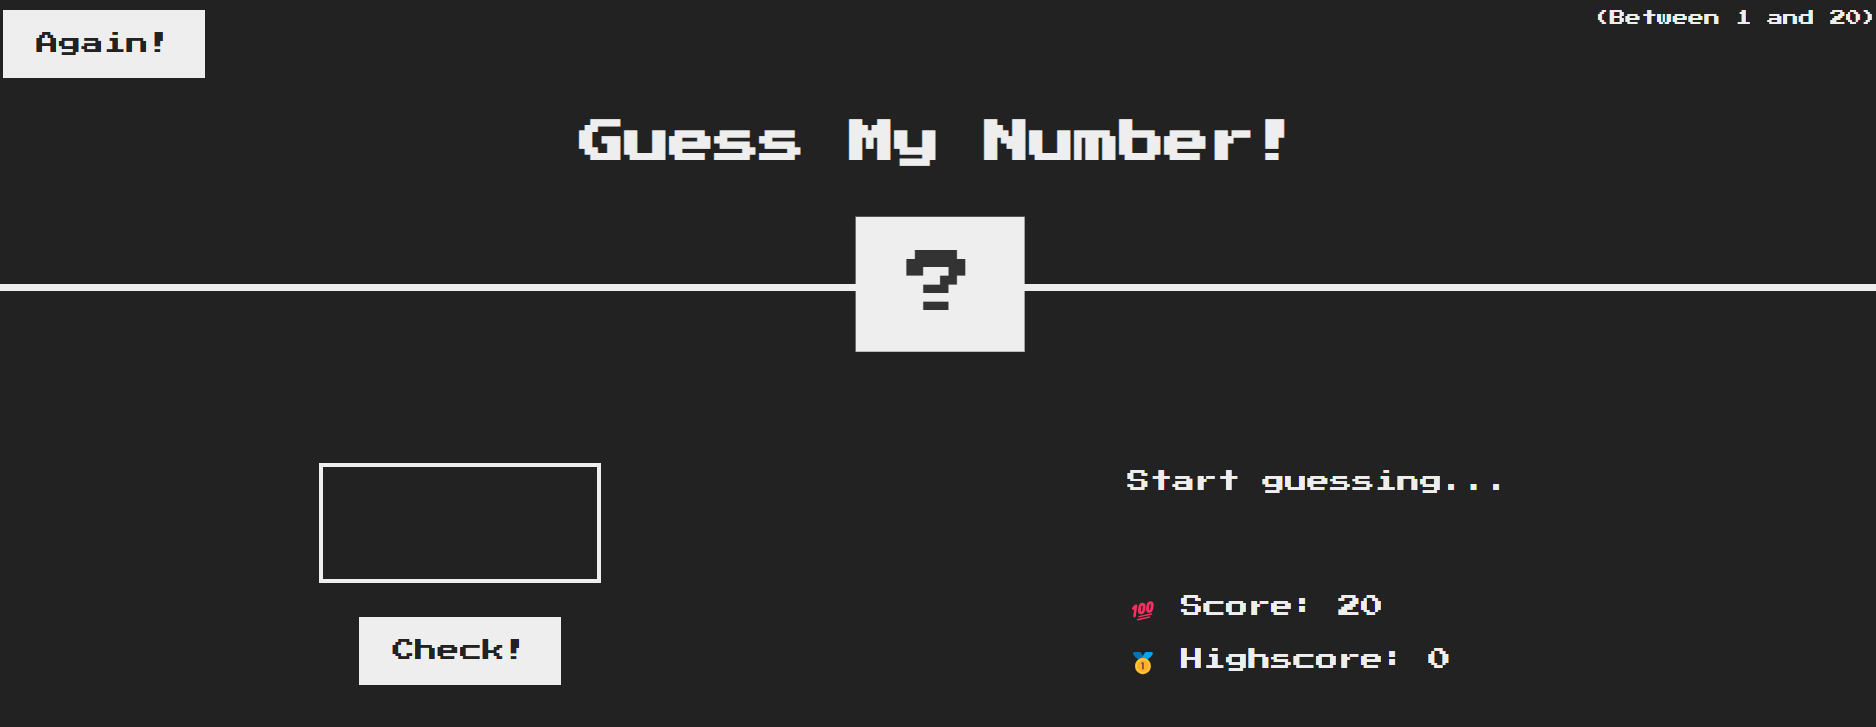 Again!
(Between 1 and 20)
Guess My Number!
?
Start guessing...
💯 Score: 20
🥇 Highscore: 0
Check!